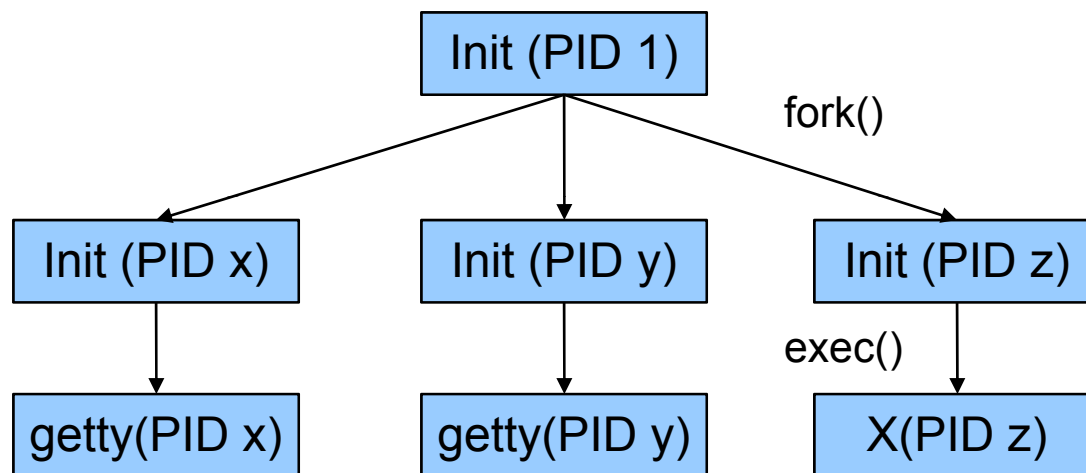 Init (PID 1)
fork()
Init (PID x)
Init (PID y)
Init (PID z)
exec()
getty(PID x)
getty(PID y)
X(PID z)